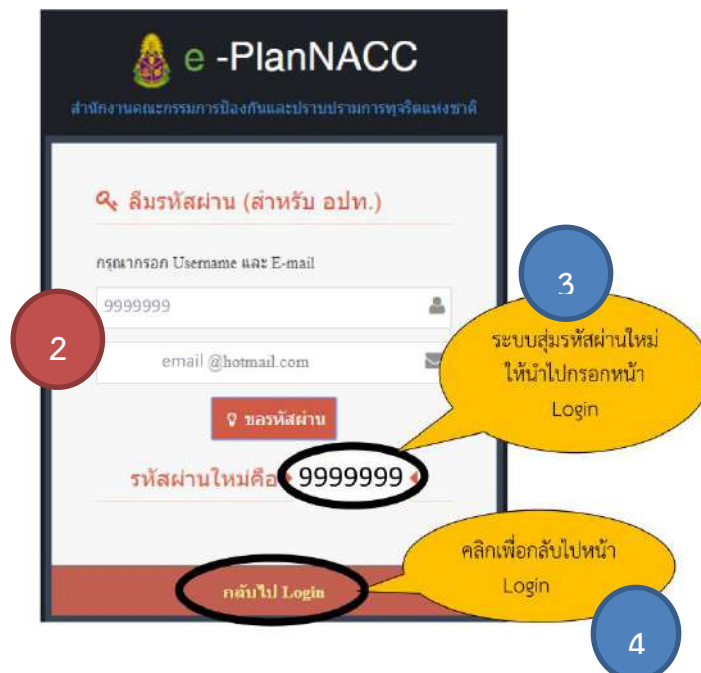 e -PlanNACC
สำนักงานคณะกรรมการป้องกันและปราบปรามการทุจริตแห่งชาติ
ลืมรหัสผ่าน (สำหรับ อปท.)
กรุณากรอก Username และ E-mail
2
9999999
email @hotmail.com
ขอรหัสผ่าน
รหัสผ่านใหม่คือ 9999999
3
ระบบสุ่มรหัสผ่านใหม่
ให้นำไปกรอกหน้า
Login
กลับไป Login
คลิกเพื่อกลับไปหน้า
Login
4